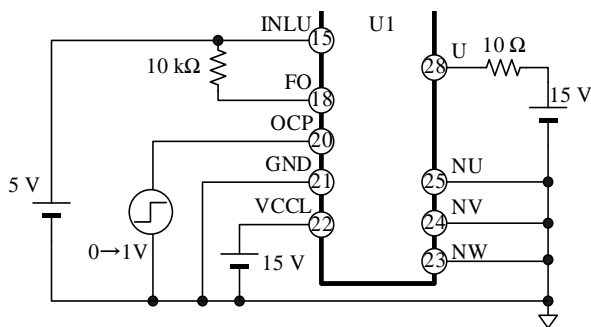 INLU
U1
15
U
10 Ω
28
10 kΩ
FO
18
15 V
OCP
20
GND
NU
21
25
5 V
VCCL
NV
22
24
0→1V
15 V
NW
23